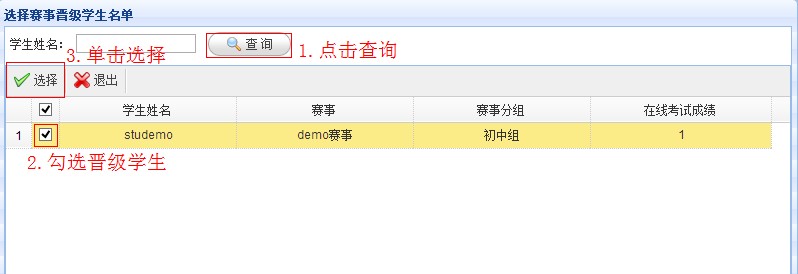 选择赛事晋级学生名单
学生姓名： 查询 1.点击查询
3.单击选择
选择 退出
学生姓名 赛事 赛事分组 在线考试成绩
1 studemo demo赛事 初中组 1
2.勾选晋级学生